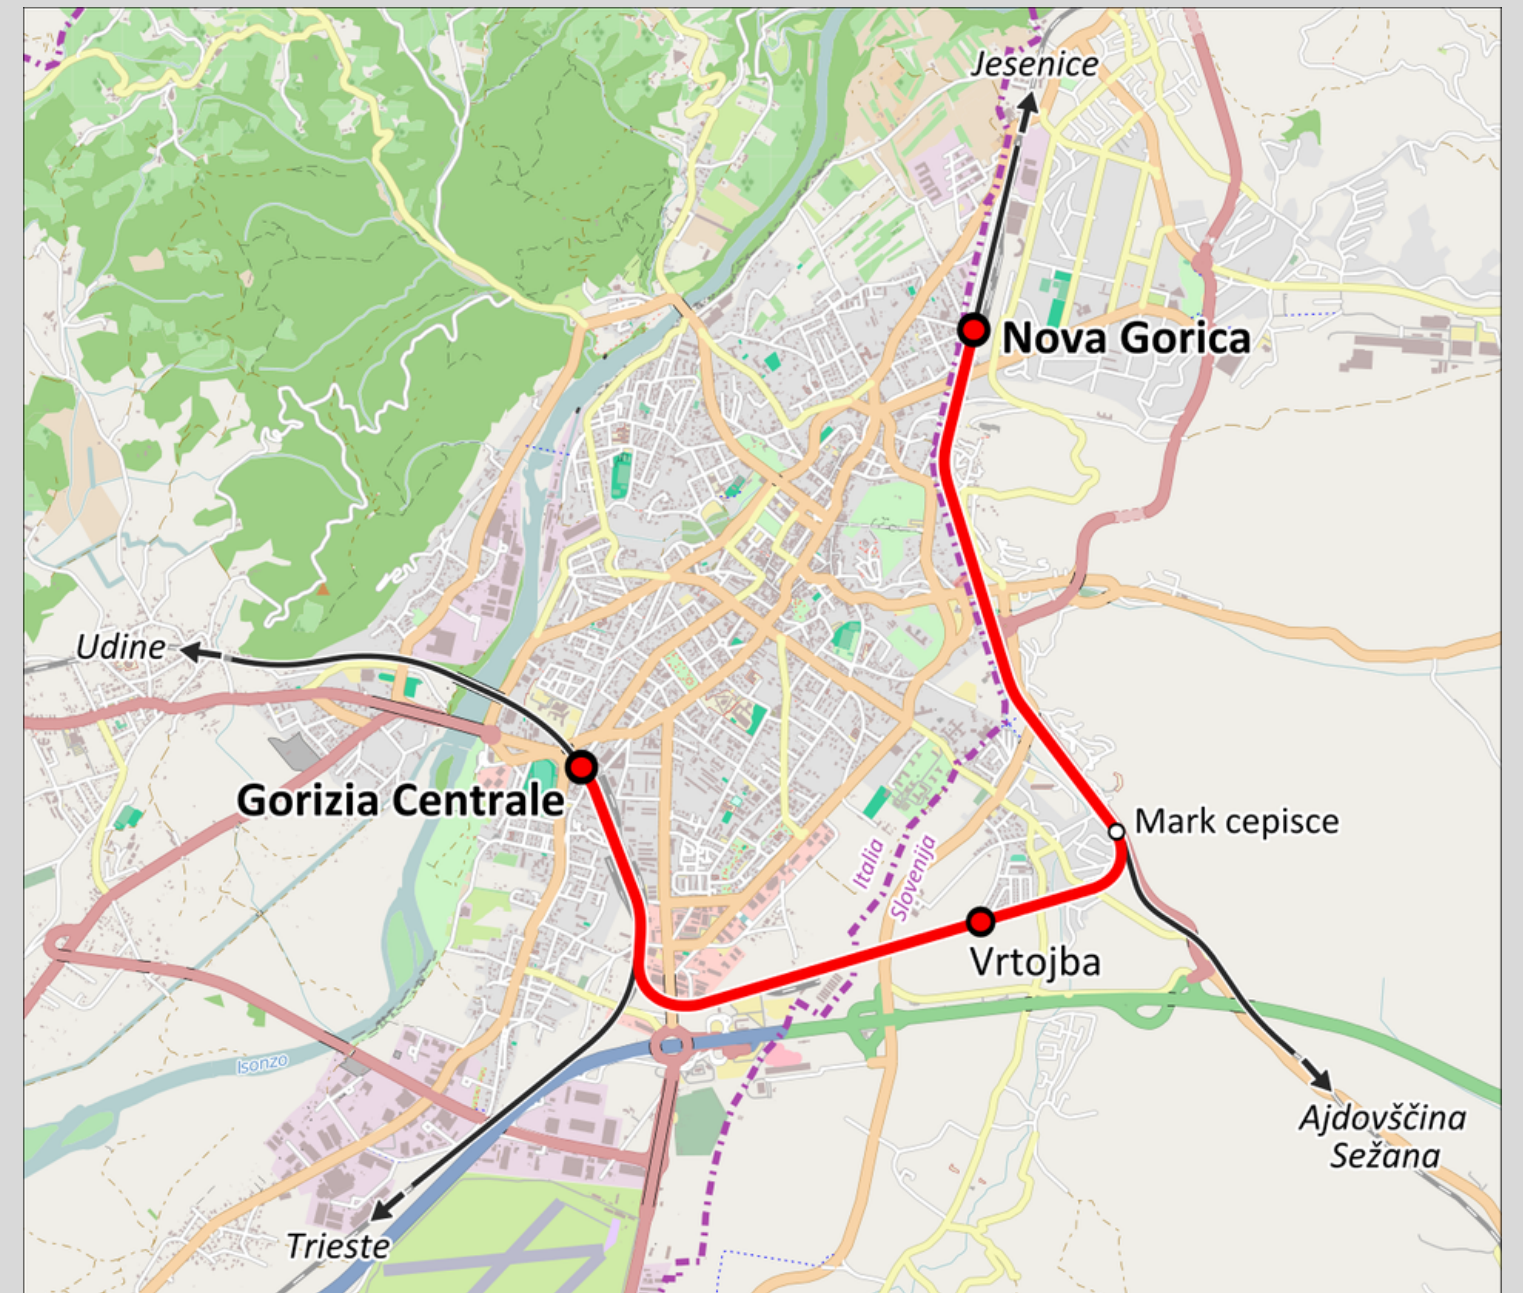 Jesenice
Nova Gorica
Udine
Gorizia Centrale
Mark cepisce
Italia
Slovenija
Vrtojba
Isonzo
Ajdovščina
Sežana
Trieste